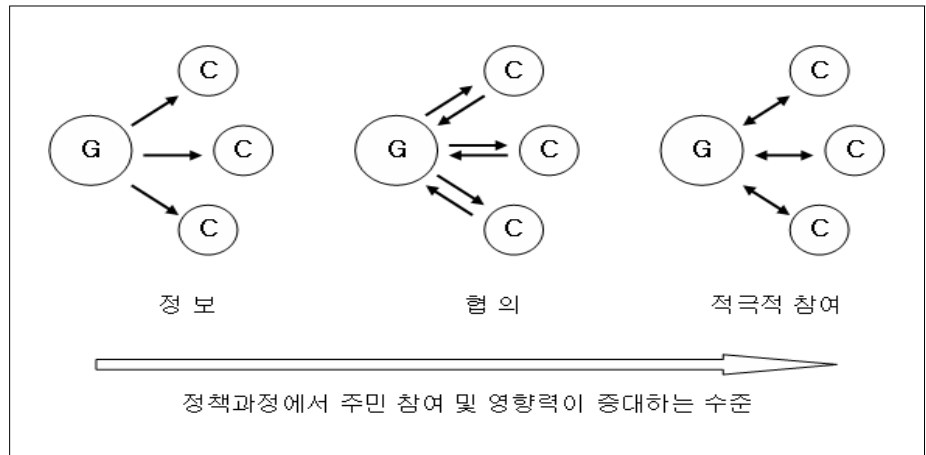 C C C
G C G C G C
C C C
정 보 협 의 적극적 참여
정책과정에서 주민 참여 및 영향력이 증대하는 수준